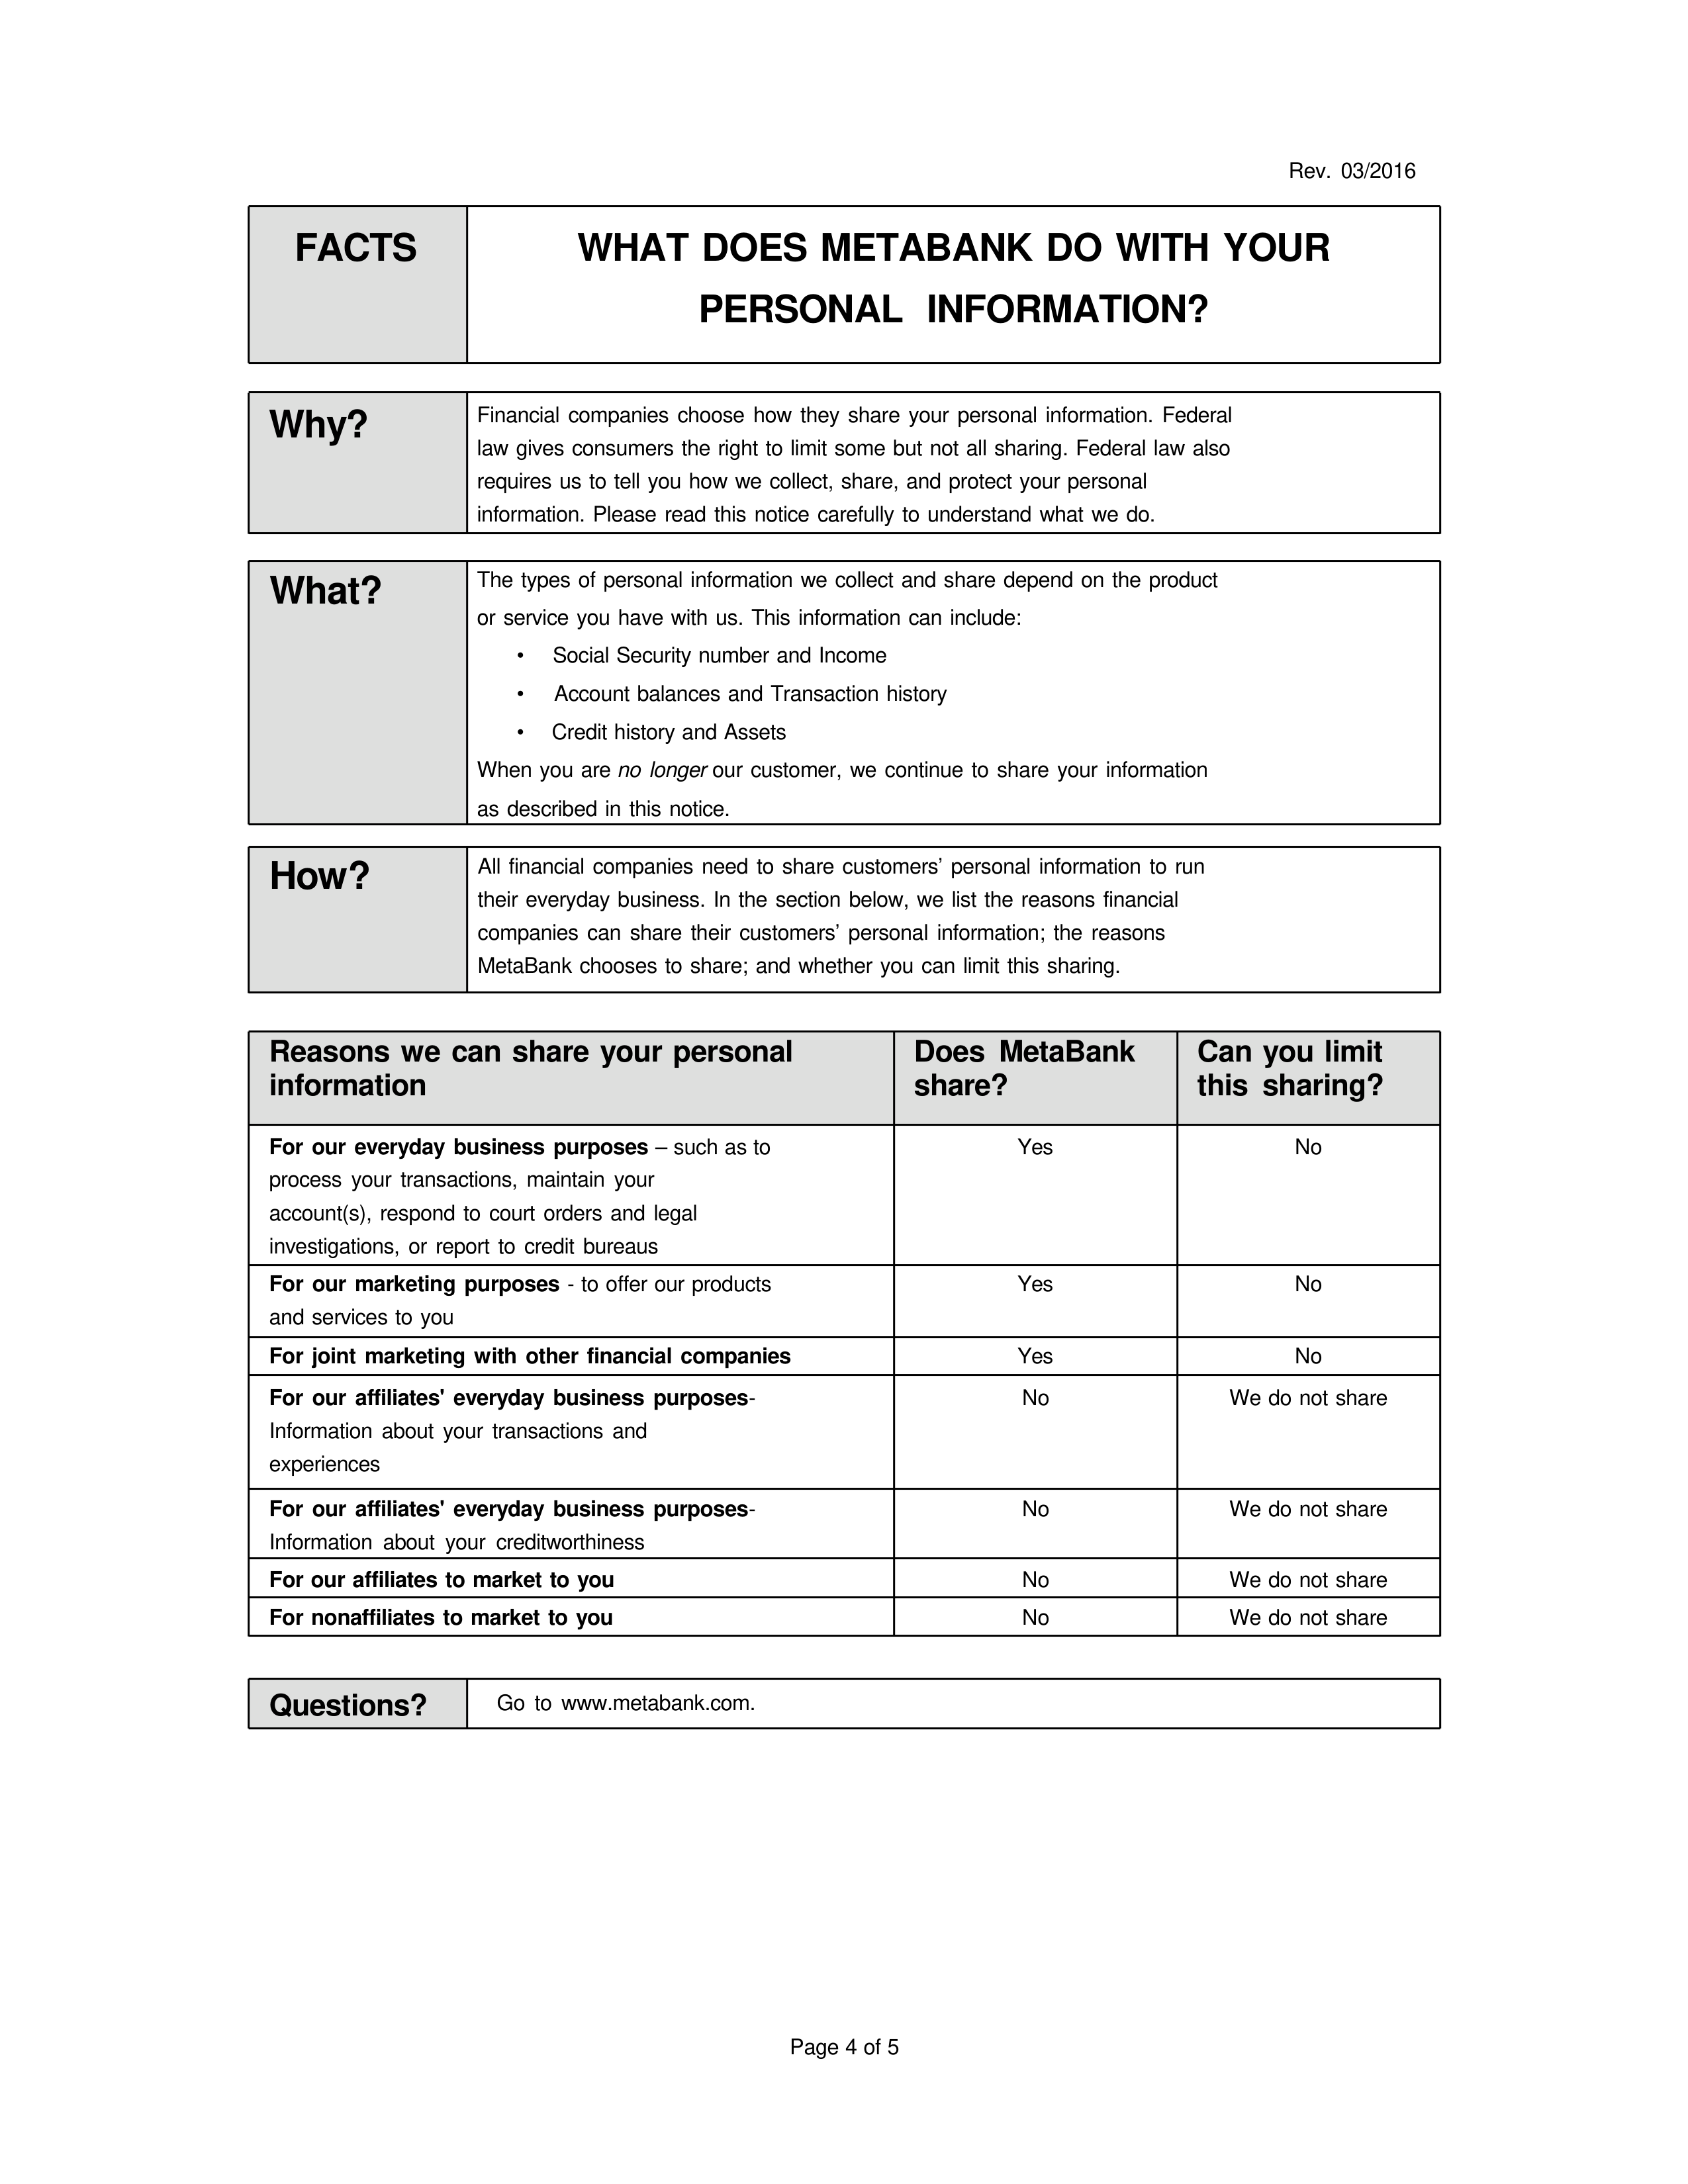 Rev. 03/2016
FACTS
WHAT DOES METABANK DO WITH YOUR
PERSONAL INFORMATION?
Why?
Financial companies choose how they share your personal information. Federal
law gives consumers the right to limit some but not all sharing. Federal law also
requires us to tell you how we collect, share, and protect your personal
information. Please read this notice carefully to understand what we do.
What?
The types of personal information we collect and share depend on the product
or service you have with us. This information can include:
• Social Security number and Income
• Account balances and Transaction history
• Credit history and Assets
When you are no longer our customer, we continue to share your information
as described in this notice.
How?
All financial companies need to share customers’ personal information to run
their everyday business. In the section below, we list the reasons financial
companies can share their customers’ personal information; the reasons
MetaBank chooses to share; and whether you can limit this sharing.
Reasons we can share your personal
information
Does MetaBank
share?
Can you limit
this sharing?
For our everyday business purposes – such as to
process your transactions, maintain your
account(s), respond to court orders and legal
investigations, or report to credit bureaus
Yes
No
For our marketing purposes - to offer our products
and services to you
Yes
No
For joint marketing with other financial companies
Yes
No
For our affiliates' everyday business purposes-
Information about your transactions and
experiences
No
We do not share
For our affiliates' everyday business purposes-
Information about your creditworthiness
No
We do not share
For our affiliates to market to you
No
We do not share
For nonaffiliates to market to you
No
We do not share
Questions?
Go to www.metabank.com.
Page 4 of 5